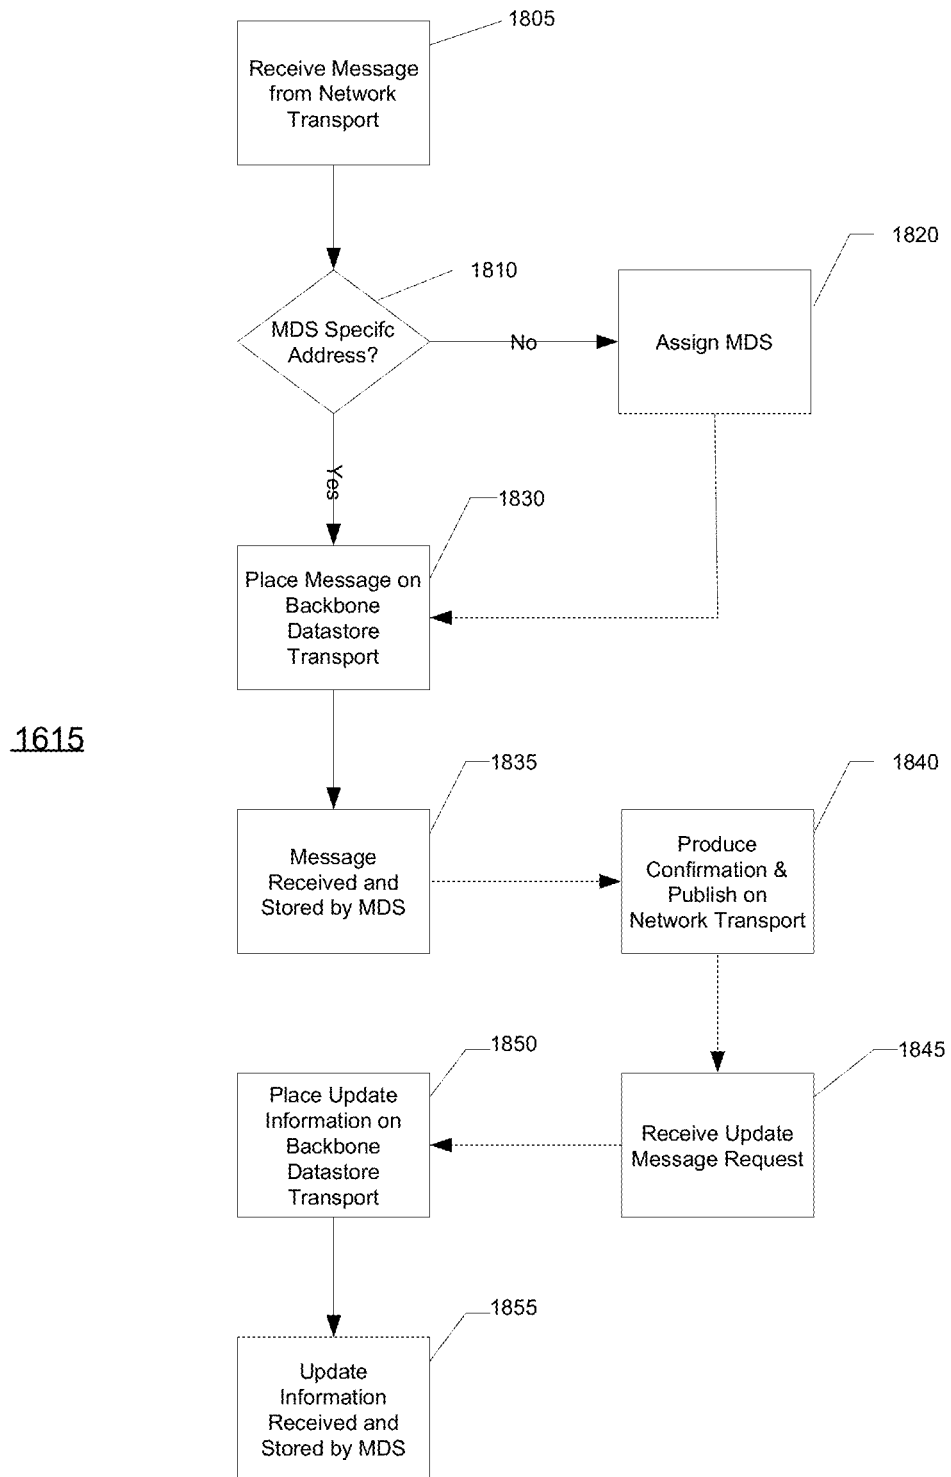 1805
Receive Message
from Network
Transport
1810
MDS Specifc
Address?
No
1820
Assign MDS
Yes
1830
Place Message on
Backbone
Datastore
Transport
1615
1835
Message
Received and
Stored by MDS
1840
Produce
Confirmation &
Publish on
Network Transport
1845
Receive Update
Message Request
1850
Place Update
Information on
Backbone
Datastore
Transport
1855
Update
Information
Received and
Stored by MDS